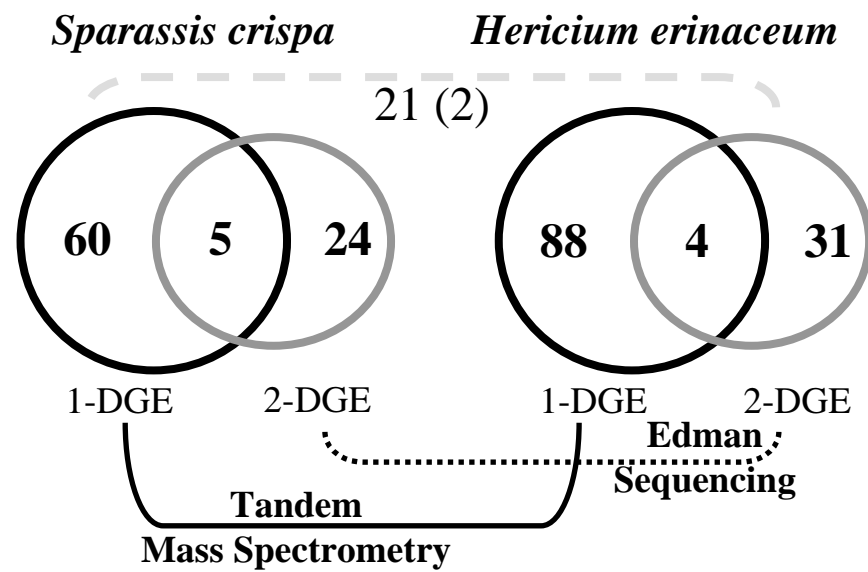 Sparassis crispa Hericium erinaceum
21 (2)
60 5 24 88 4 31
1-DGE 2-DGE 1-DGE 2-DGE
Edman
Sequencing
Tandem
Mass Spectrometry